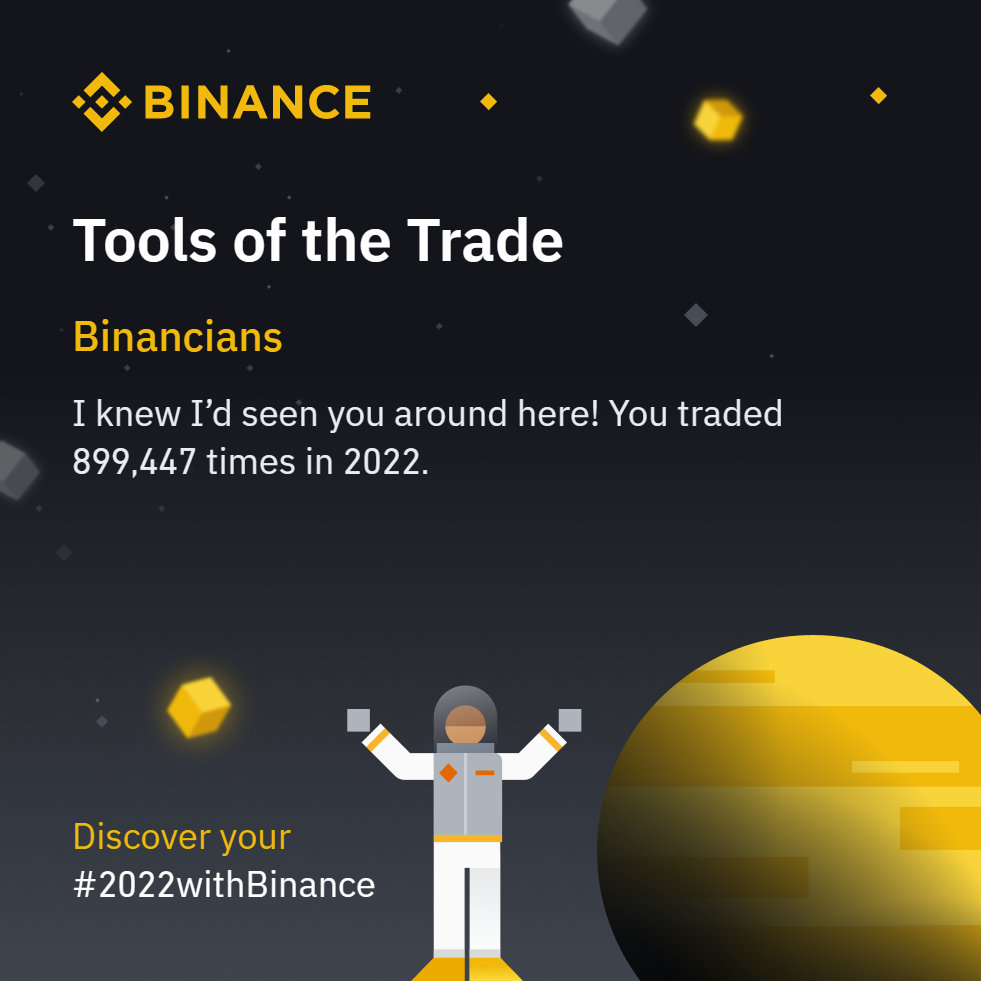 BINANCE
Tools of the Trade
Binancians
I knew I’d seen you around here! You traded
899,447 times in 2022.
Discover your
#2022withBinance